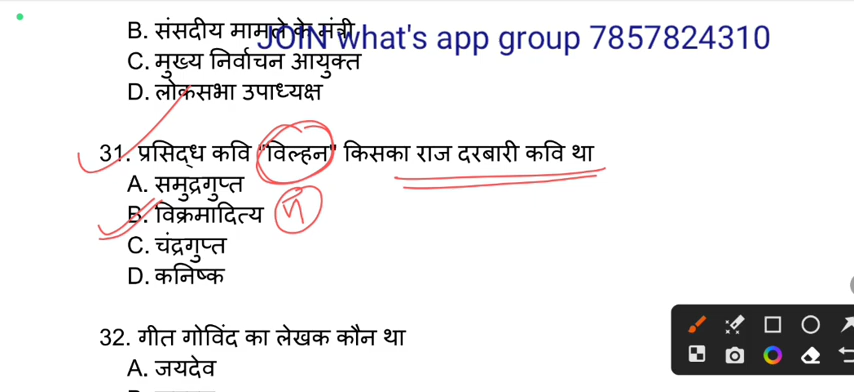 B. संसदीय मामले के मंत्री
JOIN what's app group 7857824310
C. मुख्य निर्वाचन आयुक्त
D. लोकसभा उपाध्यक्ष
31. प्रसिद्ध कवि "विल्हन" किसका राज दरबारी कवि था
A. समुद्रगुप्त
B. विक्रमादित्य
C. चंद्रगुप्त
D. कनिष्क
32. गीत गोविंद का लेखक कौन था
A. जयदेव